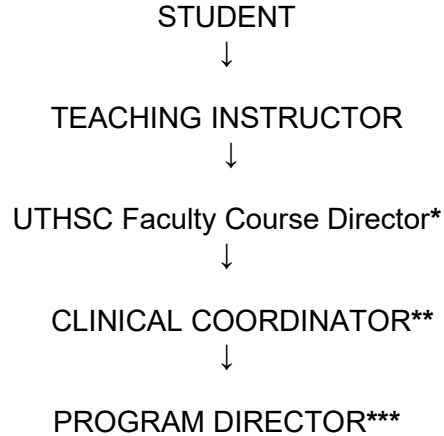 STUDENT
↓
TEACHING INSTRUCTOR
↓
UTHSC Faculty Course Director*
↓
CLINICAL COORDINATOR**
↓
PROGRAM DIRECTOR***